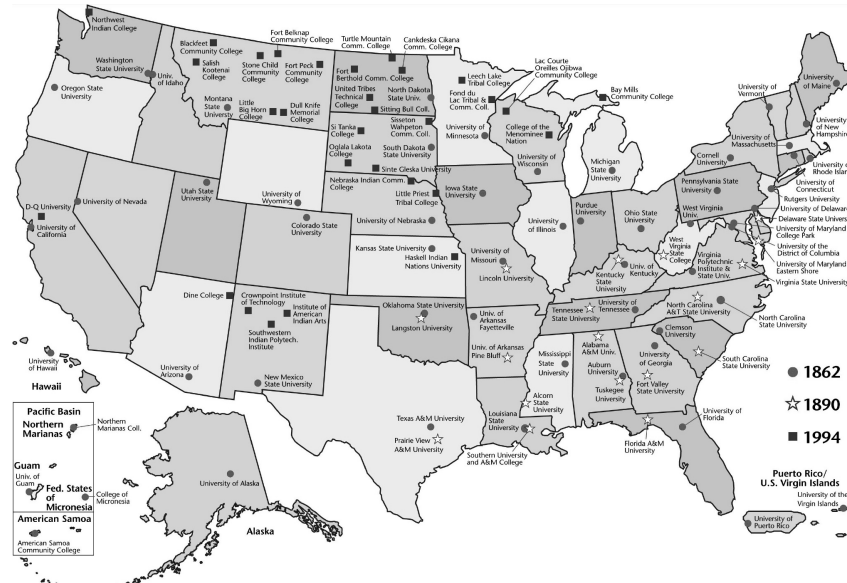 Northwest
Indian College
Washington
State University
Univ.
of Idaho
Oregon State
University
Blackfeet
Community College
Salish
Kootenai
College
Fort Belknap
Community College
Stone Child
Community
College
Fort Peck
Community
College
Montana
State
University
Little
Big Horn
College
Dull Knife
Memorial
College
Turtle Mountain
Comm. College
Cankdeska Cikana
Comm. College
Fort
Berthold Comm. College
United Tribes
Technical
College
North Dakota
State Univ.
Sitting Bull Coll.
Sisseton
Wahpeton
Comm. Coll.
Si Tanka
College
Oglala Lakota
College
South Dakota
State University
Sinte Gleska University
Leech Lake
Tribal College
Fond du
Lac Tribal &
Comm. Coll.
University of
Minnesota
Lac Courte
Oreilles Ojibwa
Community College
Bay Mills
Community College
College of the
Menominee
Nation
University of
Wisconsin
Michigan
State
University
University
of Maine
University of
Vermont
University
of New
Hampshire
University of
Massachusetts
Cornell
University
University of
Rhode Island
University of
Connecticut
Rutgers University
Pennsylvania State
University
University of Delaware
Delaware State University
University of Maryland
College Park
University of the
District of Columbia
University of Maryland
Eastern Shore
Virginia State University
West Virginia
Univ.
West
Virginia
State
College
Virginia
Polytechnic
Institute &
State Univ.
Nebraska Indian Comm.
College
Little Priest
Tribal College
University of Nebraska
Iowa State
University
University
of Illinois
Purdue
University
Ohio State
University
Utah State
University
University of
Wyoming
Colorado State
University
University of Nevada
D-Q University
University of
California
Kansas State University
Haskell Indian
Nations University
University of
Missouri
Lincoln University
Kentucky
State
University
Univ. of Kentucky
Tennessee
State University
University of
Tennessee
North Carolina
A&T State University
North Carolina
State University
Dine College
Crownpoint Institute
of Technology
Institute of
American
Indian Arts
Southwestern
Indian Polytech.
Institute
University of
Arizona
New Mexico
State University
Oklahoma State University
Langston University
Univ. of
Arkansas
Fayetteville
Univ. of Arkansas
Pine Bluff
Mississippi
State
University
Alabama
A&M Univ.
Auburn
University
Tuskegee
University
Clemson
University
University
of Georgia
Fort Valley
State University
South Carolina
State University
Alcorn
State
University
Louisiana
State
University
Southern University
and A&M College
Texas A&M University
Prairie View
A&M University
Florida A&M
University
University of
Florida
1862
1890
1994
University
of Hawaii
Hawaii
Pacific Basin
Northern
Marianas
Northern
Marianas Coll.
Guam
Univ. of
Guam
Fed. States
of
Micronesia
College of
Micronesia
American Samoa
American Samoa
Community College
University of Alaska
Alaska
Puerto Rico/
U.S. Virgin Islands
University of the
Virgin Islands
University of
Puerto Rico